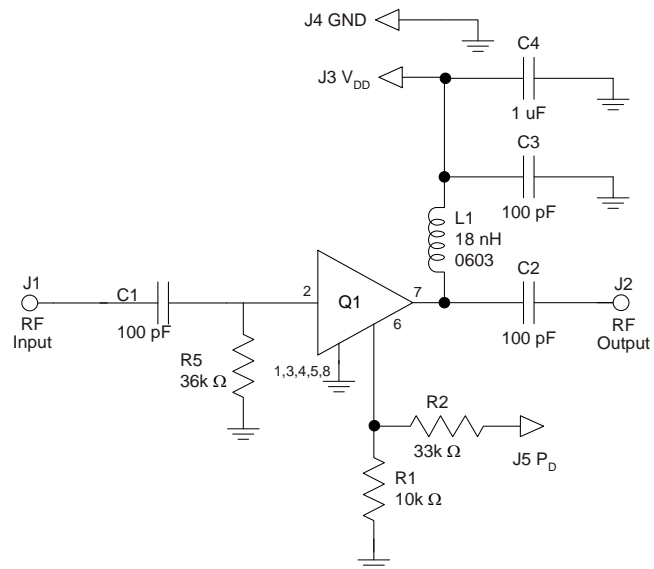 J4 GND
C4
J3 VDD
1 uF
C3
100 pF
L1
18 nH
0603
J1
C1
2
Q1
7
C2
J2
6
RF
Input
100 pF
100 pF
RF
Output
R5
36k Ω
1,3,4,5,8
R2
33k Ω
J5 PD
R1
10k Ω